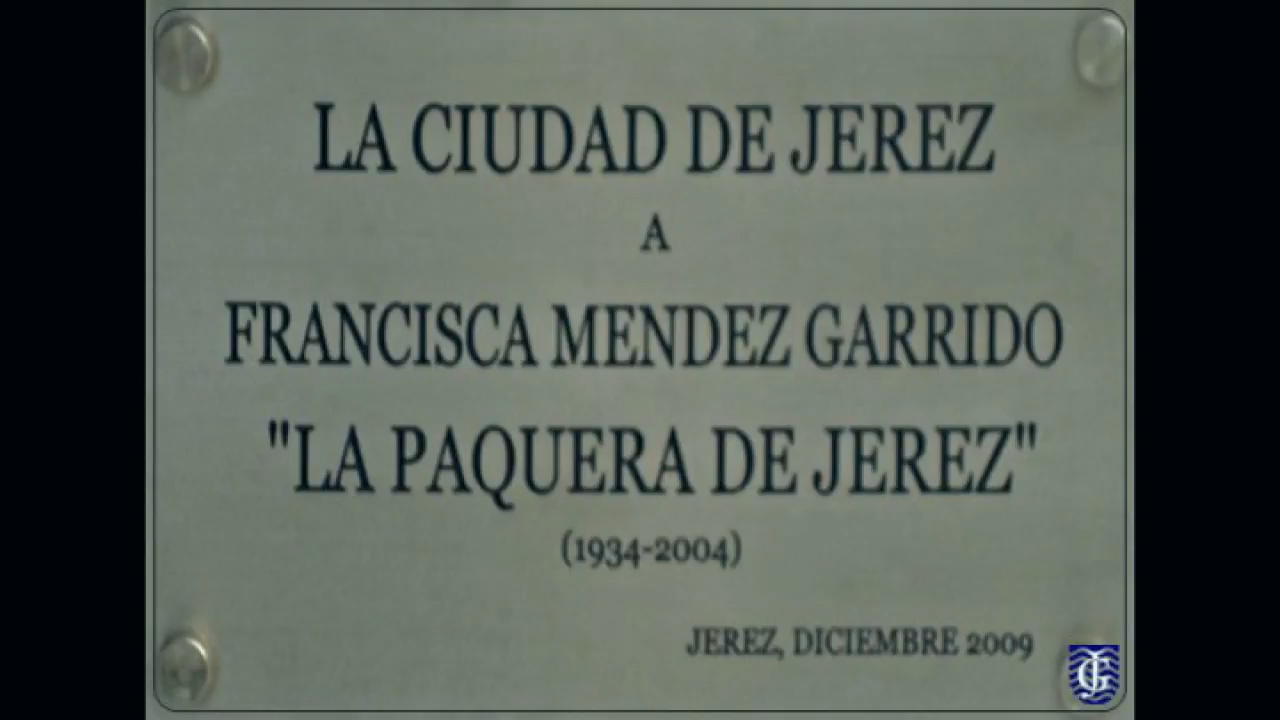 LA CIUDAD DE JEREZ
A
FRANCISCA MENDEZ GARRIDO
"LA PAQUERA DE JEREZ"
(1934-2004)
JEREZ, DICIEMBRE 2009